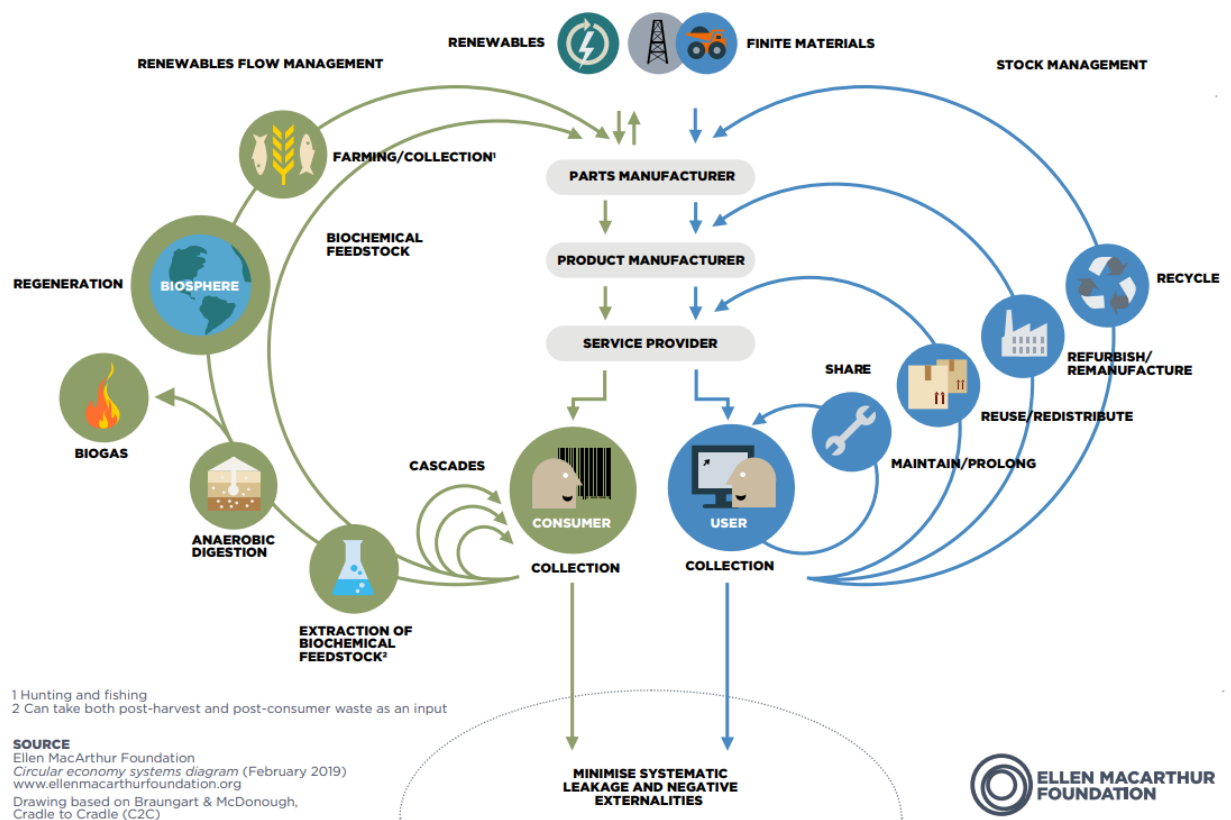 RENEWABLES
FINITE MATERIALS
RENEWABLES FLOW MANAGEMENT
STOCK MANAGEMENT
FARMING/COLLECTION¹
PARTS MANUFACTURER
BIOCHEMICAL
FEEDSTOCK
PRODUCT MANUFACTURER
REGENERATION
BIOSPHERE
RECYCLE
SERVICE PROVIDER
SHARE
REFURBISH/
REMANUFACTURE
REUSE/REDISTRIBUTE
BIOGAS
CASCADES
MAINTAIN/PROLONG
CONSUMER
USER
ANAEROBIC
DIGESTION
COLLECTION
COLLECTION
EXTRACTION OF
BIOCHEMICAL
FEEDSTOCK²
1 Hunting and fishing
2 Can take both post-harvest and post-consumer waste as an input
SOURCE
Ellen MacArthur Foundation
Circular economy systems diagram (February 2019)
www.ellenmacarthurfoundation.org
Drawing based on Braungart & McDonough,
Cradle to Cradle (C2C)
MINIMISE SYSTEMATIC
LEAKAGE AND NEGATIVE
EXTERNALITIES
ELLEN MACARTHUR
FOUNDATION